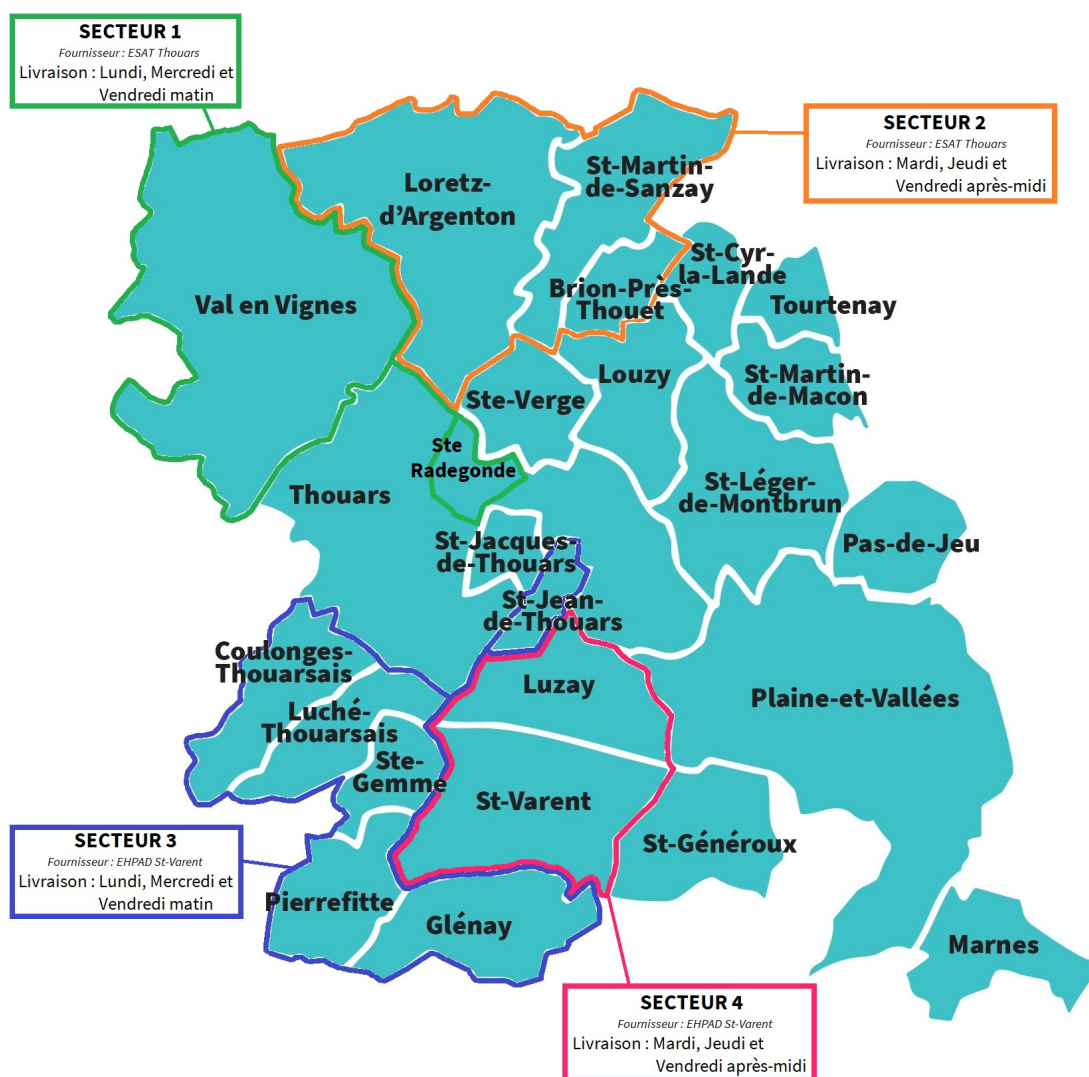 SECTEUR 1
Fournisseur : ESAT Thouars
Livraison : Lundi, Mercredi et
Vendredi matin
SECTEUR 2
Fournisseur : ESAT Thouars
Livraison : Mardi, Jeudi et
Vendredi après-midi
Loretz-
d'Argenton
St-Martin-
de-Sanzay
St-Cyr-
la-Lande
Val en Vignes
Brion-Près-
Thouet
Tourtenay
Louzy
St-Martin-
de-Macon
Ste-Verge
Ste
Radegonde
Thouars
St-Léger-
de-Montbrun
Pas-de-Jeu
St-Jacques-
de-Thouars
St-Jean-
de-Thouars
Coulonges-
Thouarsais
Luzay
Plaine-et-Vallées
Luché-
Thouarsais
Ste-
Gemme
St-Varent
St-Généroux
SECTEUR 3
Fournisseur : EHPAD St-Varent
Livraison : Lundi, Mercredi et
Vendredi matin
Pierrefitte
Glénay
Marnes
SECTEUR 4
Fournisseur : EHPAD St-Varent
Livraison : Mardi, Jeudi et
Vendredi après-midi